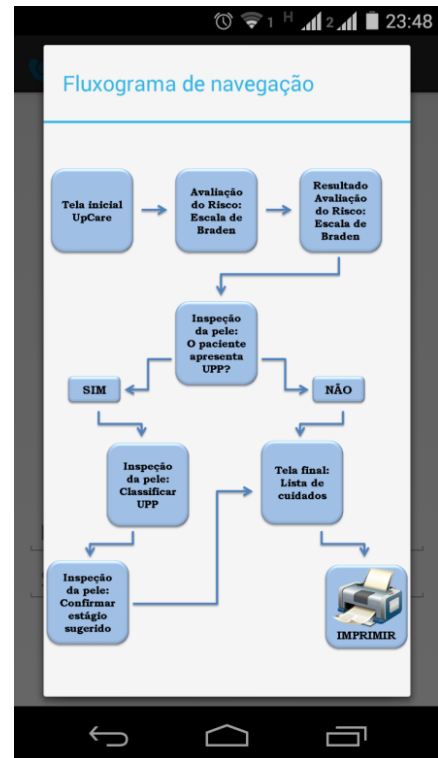 1 H 2 23:48
Fluxograma de navegação
Tela inicial
UpCare
Avaliação
do Risco:
Escala de
Braden
Resultado
Avaliação
do Risco:
Escala de
Braden
Inspeção
da pele:
O paciente
apresenta
UPP?
SIM
NÃO
Inspeção
da pele:
Classificar
UPP
Tela final:
Lista de
cuidados
Inspeção
da pele:
Confirmar
estágio
sugerido
IMPRIMIR